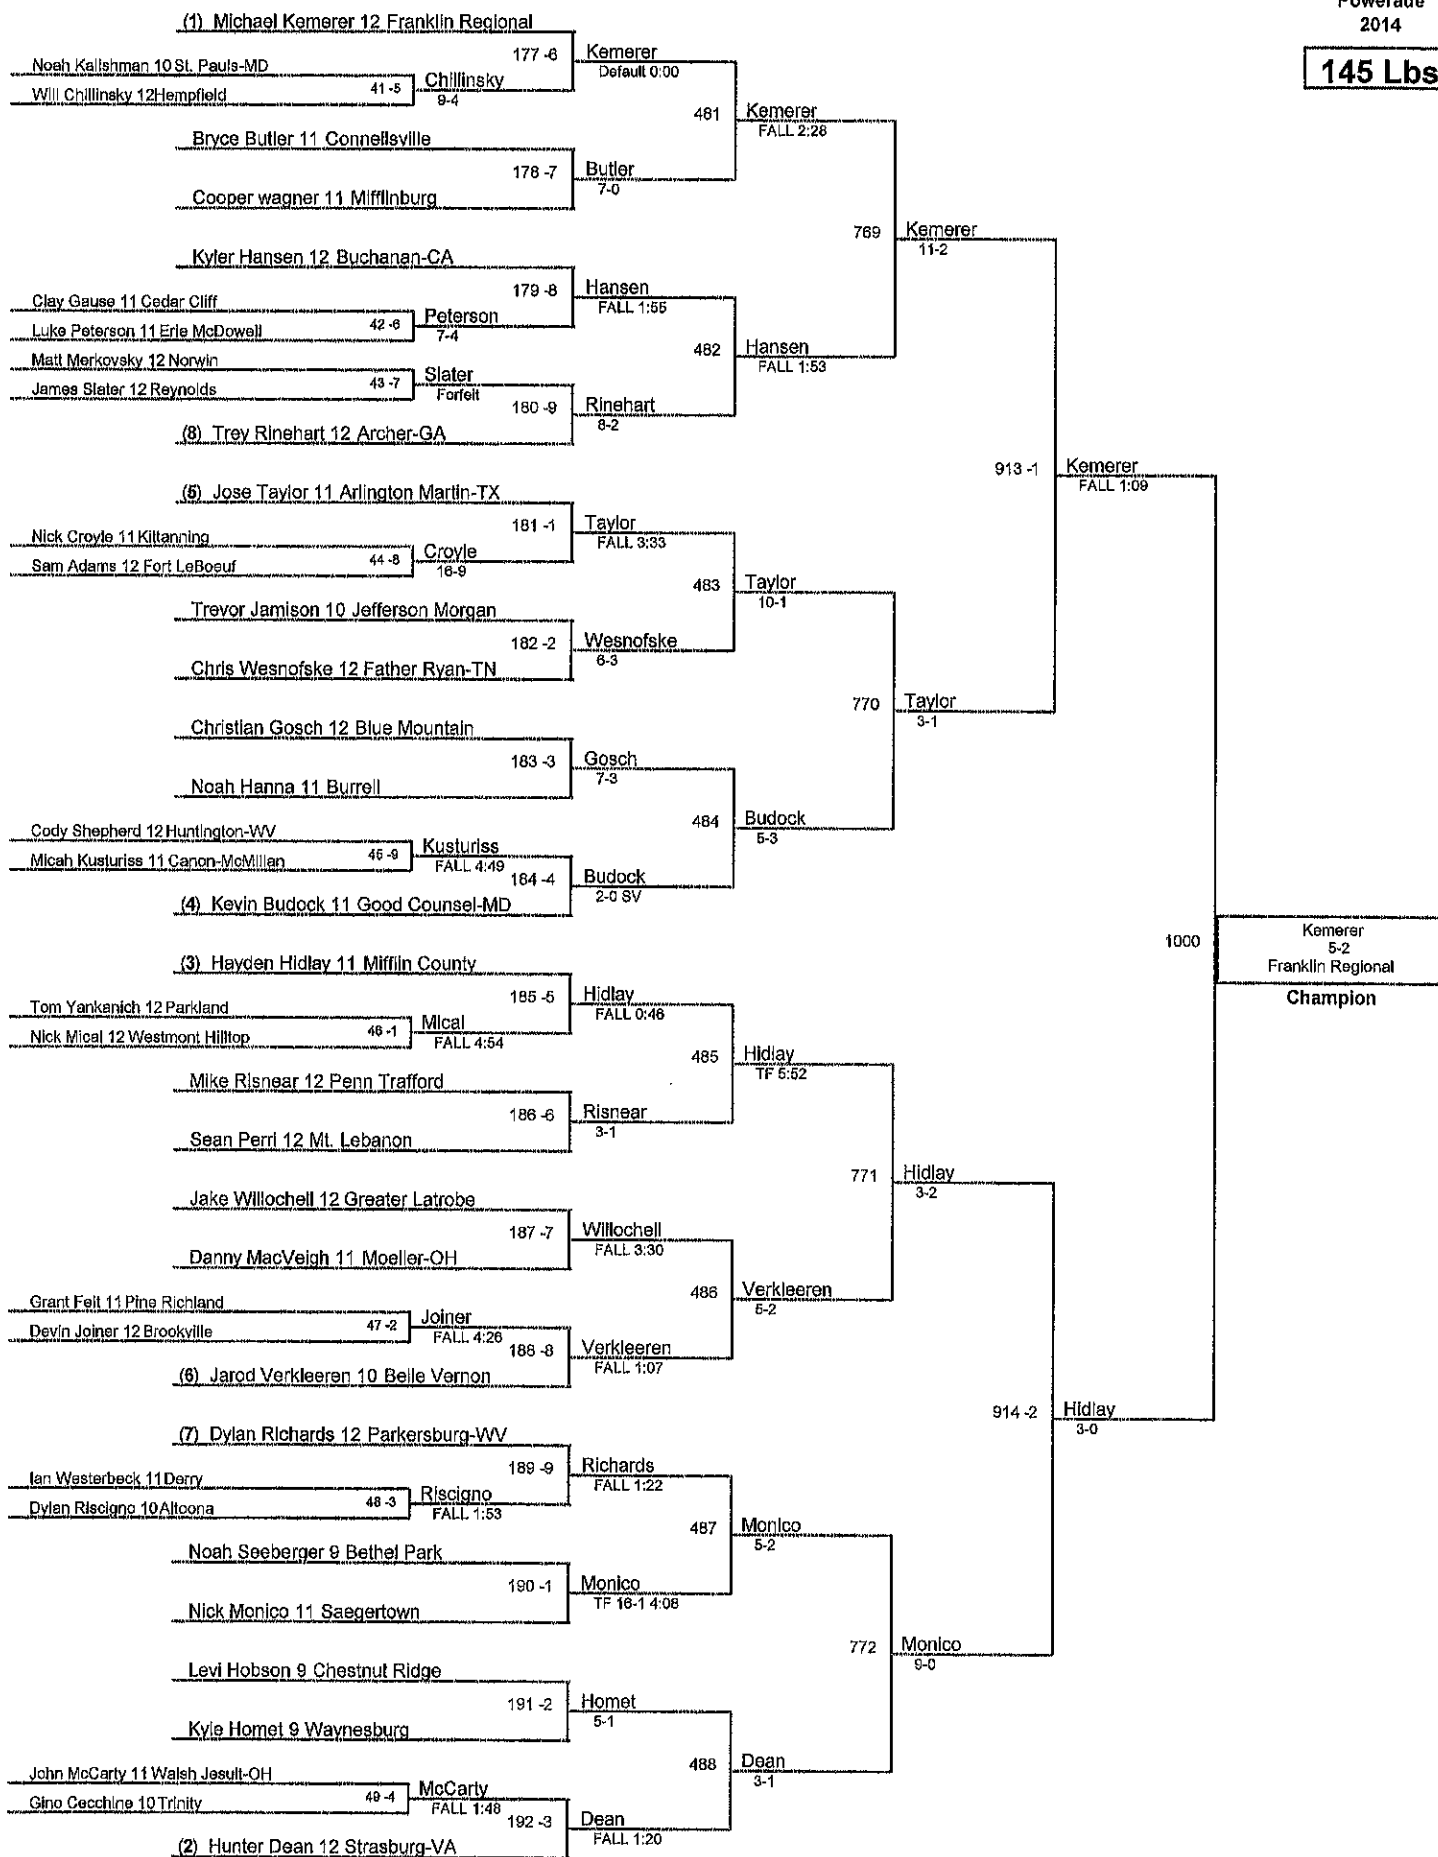 Powerade
2014
145 Lbs
(1) Michael Kemerer 12 Franklin Regional
177 -6
Kemerer
Default 0:00
Noah Kalishman 10 St. Pauls-MD
Will Chillinsky 12 Hempfield
41 -5
Chillinsky
9-4
481
Kemerer
FALL 2:28
Bryce Butler 11 Connellsville
Cooper wagner 11 Mifflinburg
178 -7
Butler
7-0
769
Kemerer
11-2
Kyler Hansen 12 Buchanan-CA
179 -8
Hansen
FALL 1:55
Clay Gause 11 Cedar Cliff
Luke Peterson 11 Erie McDowell
42 -6
Peterson
7-4
482
Hansen
FALL 1:53
Matt Merkovsky 12 Norwin
James Slater 12 Reynolds
43 -7
Slater
Forfeit
180 -9
Rinehart
8-2
(8) Trey Rinehart 12 Archer-GA
913 -1
Kemerer
FALL 1:09
(5) Jose Taylor 11 Arlington Martin-TX
181 -1
Taylor
FALL 3:33
Nick Croyle 11 Kittanning
Sam Adams 12 Fort LeBoeuf
44 -8
Croyle
16-9
483
Taylor
10-1
Trevor Jamison 10 Jefferson Morgan
Chris Wesnofske 12 Father Ryan-TN
182 -2
Wesnofske
6-3
770
Taylor
3-1
Christian Gosch 12 Blue Mountain
Noah Hanna 11 Burrell
183 -3
Gosch
7-3
484
Budock
5-3
Cody Shepherd 12 Huntington-WV
Micah Kusturiss 11 Canon-McMillan
45 -9
Kusturiss
FALL 4:49
184 -4
Budock
2-0 SV
(4) Kevin Budock 11 Good Counsel-MD
1000
Kemerer
5-2
Franklin Regional
Champion
(3) Hayden Hidlay 11 Mifflin County
185 -5
Hidlay
FALL 0:46
Tom Yankanich 12 Parkland
Nick Mical 12 Westmont Hilltop
46 -1
Mical
FALL 4:54
485
Hidlay
TF 5:52
Mike Risnear 12 Penn Trafford
Sean Perri 12 Mt. Lebanon
186 -6
Risnear
3-1
771
Hidlay
3-2
Jake Willochell 12 Greater Latrobe
Danny MacVeigh 11 Moeller-OH
187 -7
Willochell
FALL 3:30
486
Verkleeren
5-2
Grant Felt 11 Pine Richland
Devin Joiner 12 Brookville
47 -2
Joiner
FALL 4:26
188 -8
Verkleeren
FALL 1:07
(6) Jarod Verkleeren 10 Belle Vernon
914 -2
Hidlay
3-0
(7) Dylan Richards 12 Parkersburg-WV
189 -9
Richards
FALL 1:22
Ian Westerbeck 11 Derry
Dylan Riscigno 10 Altoona
48 -3
Riscigno
FALL 1:53
487
Monico
5-2
Noah Seeberger 9 Bethel Park
Nick Monico 11 Saegertown
190 -1
Monico
TF 16-1 4:08
772
Monico
9-0
Levi Hobson 9 Chestnut Ridge
Kyle Homet 9 Waynesburg
191 -2
Homet
5-1
488
Dean
3-1
John McCarty 11 Walsh Jesuit-OH
Gino Cecchine 10 Trinity
49 -4
McCarty
FALL 1:48
192 -3
Dean
FALL 1:20
(2) Hunter Dean 12 Strasburg-VA